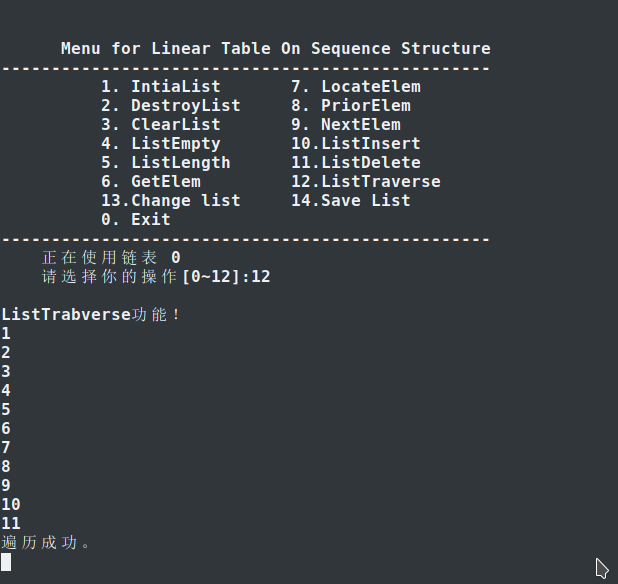 Menu for Linear Table On Sequence Structure
-------------------------------------------------
1. IntiaList 7. LocateElem
2. DestroyList 8. PriorElem
3. ClearList 9. NextElem
4. ListEmpty 10.ListInsert
5. ListLength 11.ListDelete
6. GetElem 12.ListTraverse
13.Change list 14.Save List
0. Exit
-------------------------------------------------
正在使用链表 0
请选择你的操作[0~12]:12
ListTrabverse功能！
1
2
3
4
5
6
7
8
9
10
11
遍历成功。